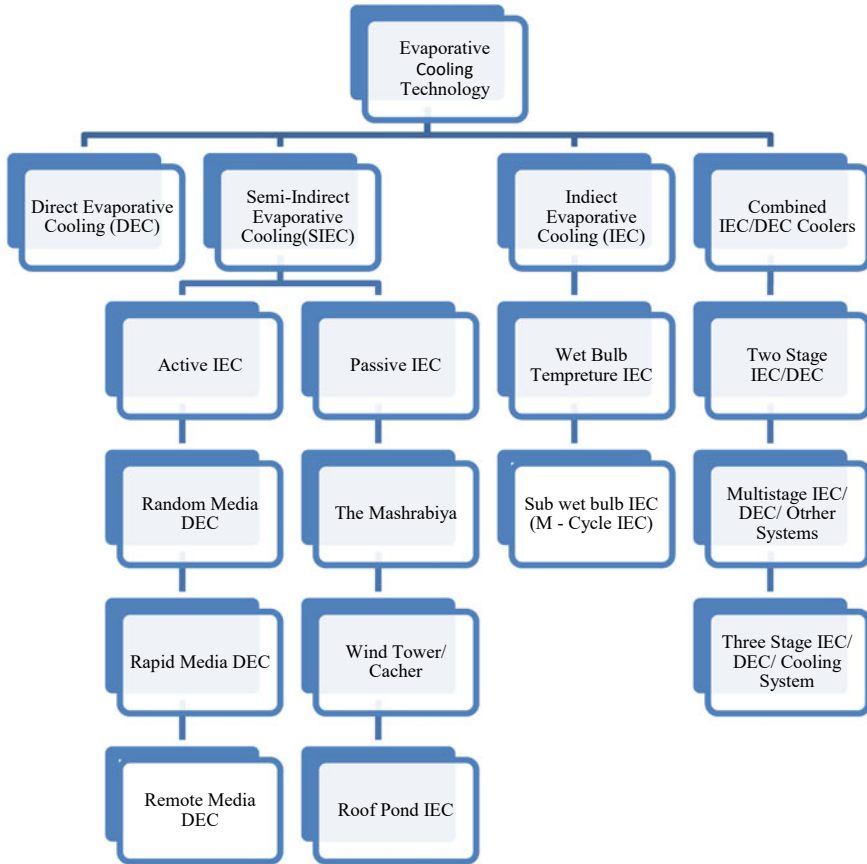 Evaporative
Cooling
Technology
Direct Evaporative
Cooling (DEC)
Semi-Indirect
Evaporative
Cooling(SIEC)
Indiect
Evaporative
Cooling (IEC)
Combined
IEC/DEC Coolers
Active IEC
Passive IEC
Wet Bulb
Tempreture IEC
Two Stage
IEC/DEC
Random Media
DEC
The Mashrabiya
Sub wet bulb IEC
(M - Cycle IEC)
Multistage IEC/
DEC/ Otrher
Systems
Rapid Media DEC
Wind Tower/
Cacher
Three Stage IEC/
DEC/ Cooling
System
Remote Media
DEC
Roof Pond IEC